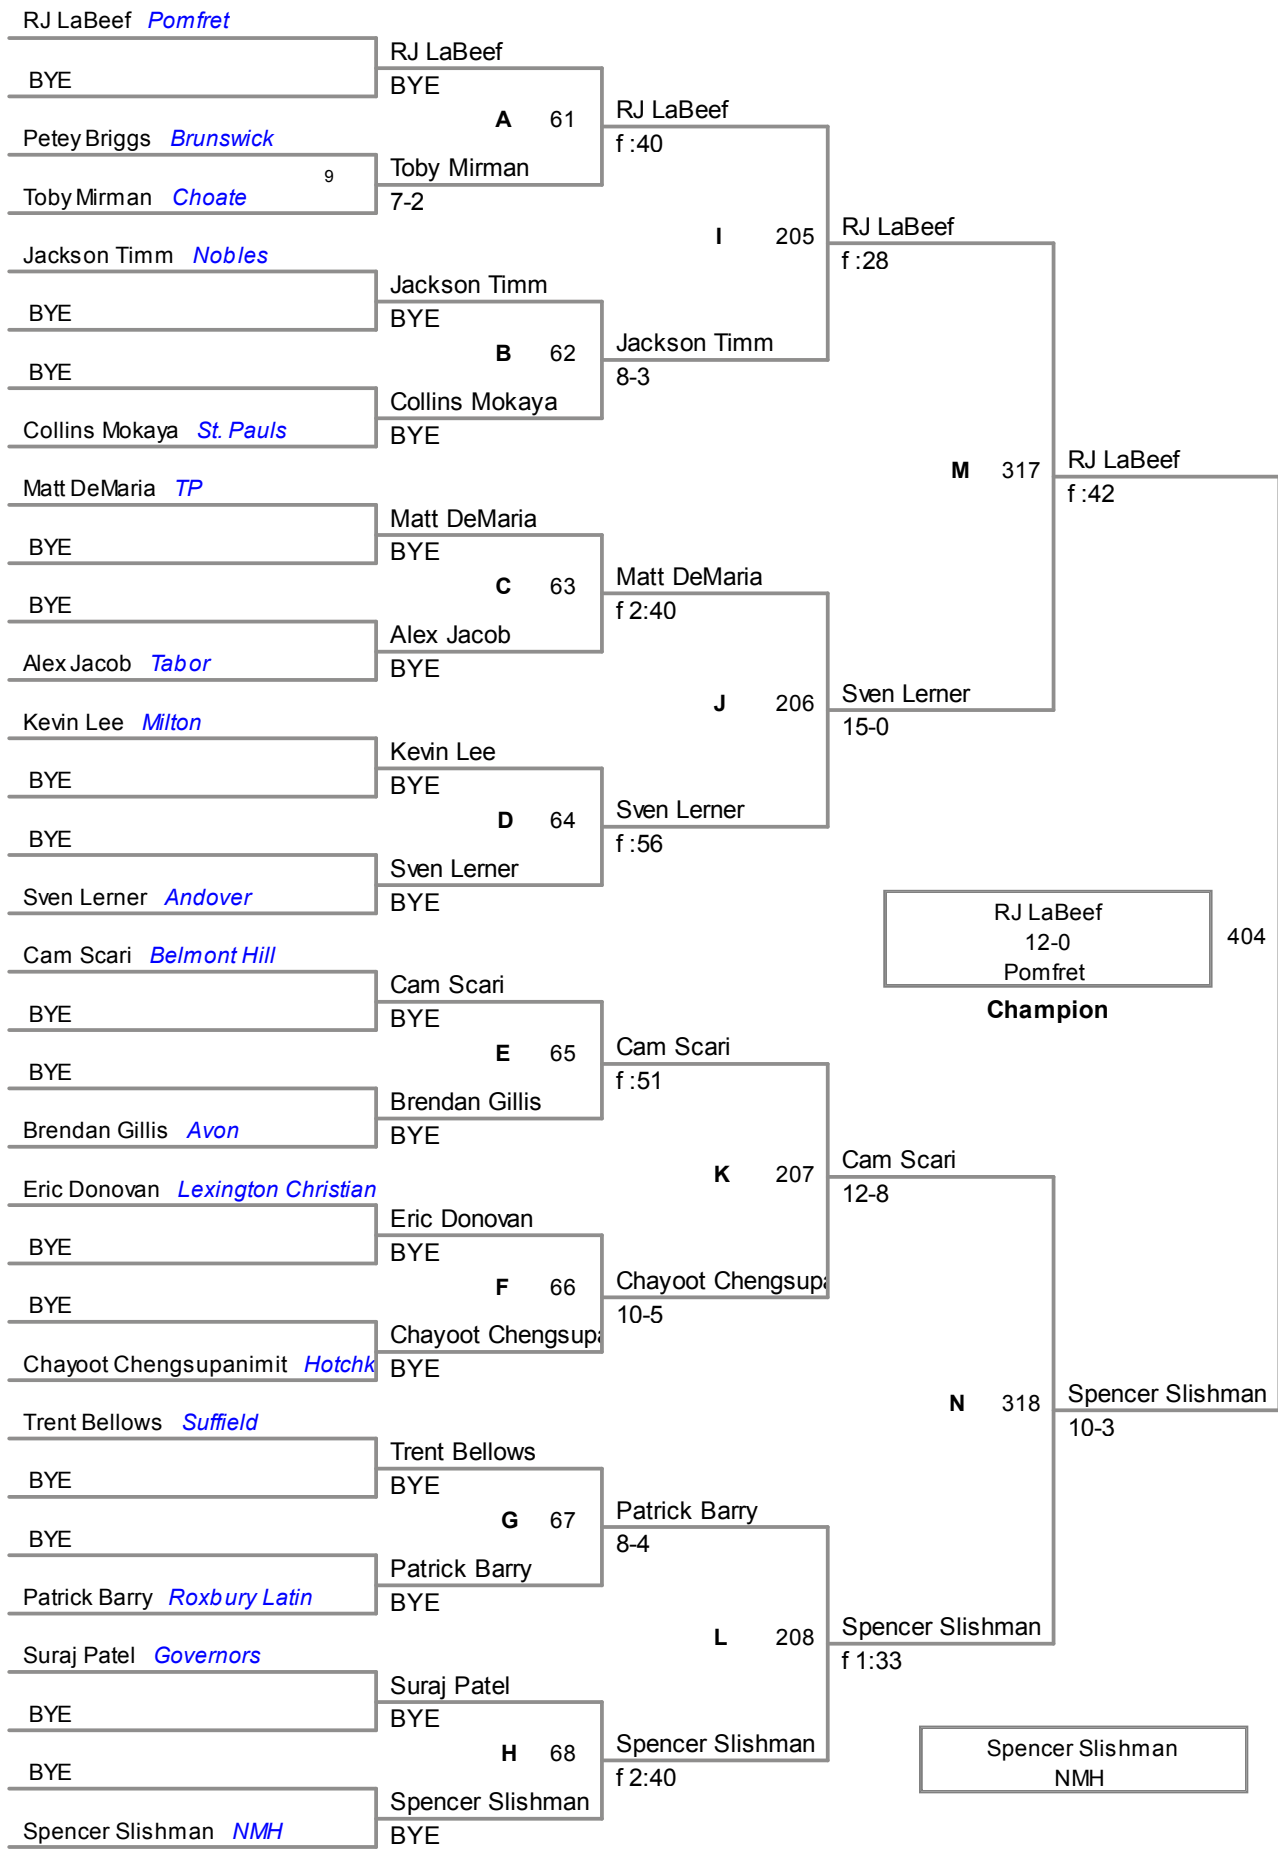 RJ LaBeef Pomfret
BYE
Petey Briggs Brunswick
Toby Mirman Choate
9
Jackson Timm Nobles
BYE
BYE
Collins Mokaya St. Pauls
Matt DeMaria TP
BYE
BYE
Alex Jacob Tabor
Kevin Lee Milton
BYE
BYE
Sven Lerner Andover
Cam Scari Belmont Hill
BYE
BYE
Brendan Gillis Avon
Eric Donovan Lexington Christian
BYE
BYE
Chayoot Chengsupanimit Hotchk
Trent Bellows Suffield
BYE
BYE
Patrick Barry Roxbury Latin
Suraj Patel Governors
BYE
BYE
Spencer Slishman NMH
RJ LaBeef
BYE
A 61
Toby Mirman
7-2
Jackson Timm
BYE
B 62
Collins Mokaya
BYE
Matt DeMaria
BYE
C 63
Alex Jacob
BYE
Kevin Lee
BYE
D 64
Sven Lerner
BYE
Cam Scari
BYE
E 65
Brendan Gillis
BYE
Eric Donovan
BYE
F 66
Chayoot Chengsupa
BYE
Trent Bellows
BYE
G 67
Patrick Barry
BYE
Suraj Patel
BYE
H 68
Spencer Slishman
BYE
RJ LaBeef
f :40
I 205
Jackson Timm
8-3
Matt DeMaria
f 2:40
J 206
Sven Lerner
f :56
Cam Scari
f :51
K 207
Chayoot Chengsupa
10-5
Patrick Barry
8-4
L 208
Spencer Slishman
f 2:40
RJ LaBeef
f :28
M 317
Sven Lerner
15-0
Cam Scari
12-8
N 318
Spencer Slishman
f 1:33
RJ LaBeef
f :42
Spencer Slishman
10-3
RJ LaBeef
12-0
Pomfret
404
Champion
Spencer Slishman
NMH